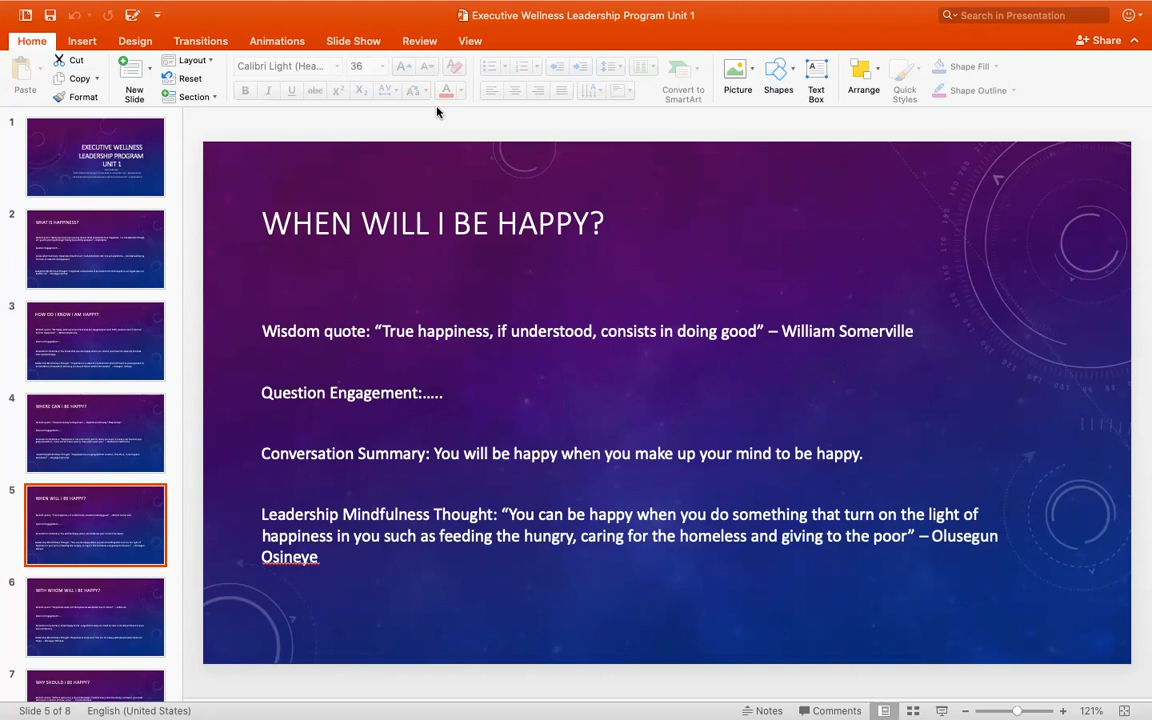 Executive Wellness Leadership Program Unit 1
Search in Presentation
Home Insert Design Transitions Animations Slide Show Review View
Share
Paste
Cut
Copy
Format
New Slide
Layout
Reset
Section
Calibri Light (Hea... 36
Convert to SmartArt
Picture
Shapes
Text Box
Arrange
Quick Styles
Shape Fill
Shape Outline
1
EXECUTIVE WELLNESS
LEADERSHIP PROGRAM
UNIT 1
2
WHAT IS HAPPINESS?
3
HOW DO I KNOW I AM HAPPY?
4
WHERE CAN I BE HAPPY?
5
WHEN WILL I BE HAPPY?
6
WITH WHOM WILL I BE HAPPY?
7
WHY SHOULD I BE HAPPY?
WHEN WILL I BE HAPPY?
Wisdom quote: “True happiness, if understood, consists in doing good” – William Somerville
Question Engagement:…..
Conversation Summary: You will be happy when you make up your mind to be happy.
Leadership Mindfulness Thought: “You can be happy when you do something that turn on the light of
happiness in you such as feeding the hungry, caring for the homeless and giving to the poor” – Olusegun
Osineye
Slide 5 of 8 English (United States)
Notes Comments 121%